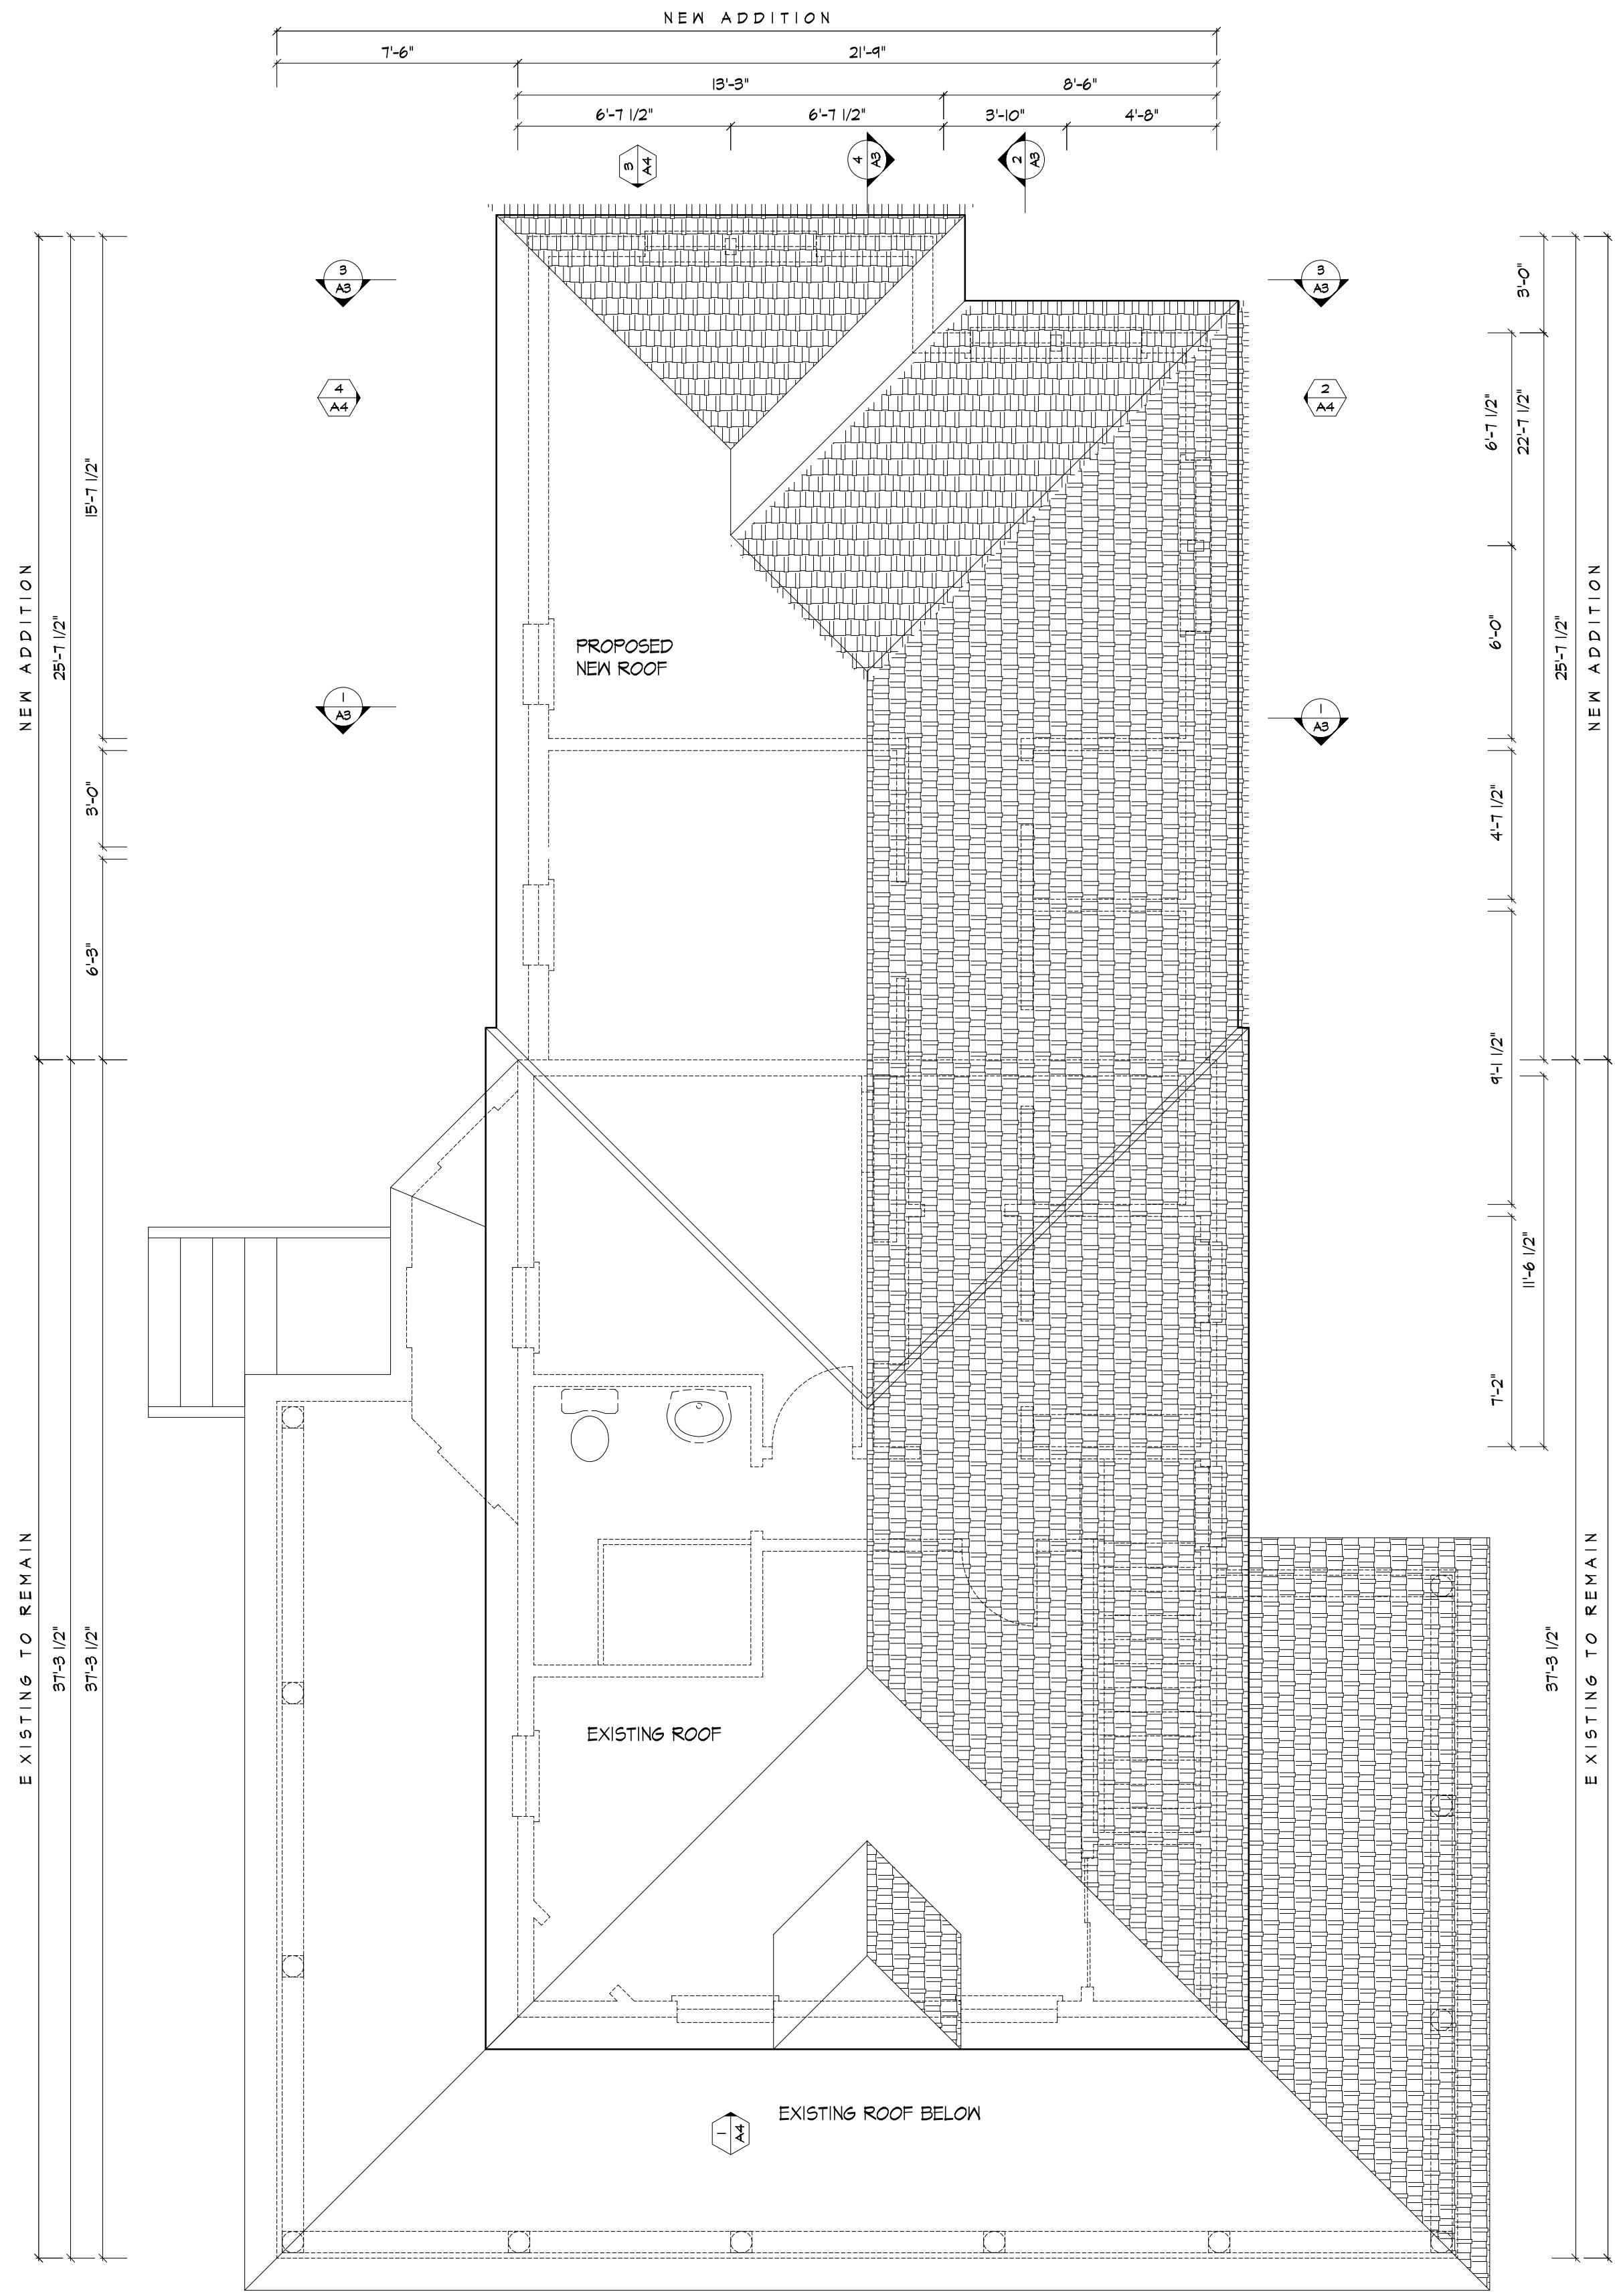 NEW ADDITION
7'-6"
21'-9"
13'-3"
8'-6"
6'-7 1/2"
6'-7 1/2"
3'-10"
4'-8"
3
A4
4
A3
2
A3
3
A3
3
A3
3'-0"
4
A4
2
A4
15'-7 1/2"
6'-7 1/2"
22'-7 1/2"
NEW ADDITION
25'-7 1/2"
PROPOSED
NEW ROOF
6'-0"
25'-7 1/2"
NEW ADDITION
1
A3
1
A3
3'-0"
4'-7 1/2"
6'-3"
9'-1 1/2"
11'-6 1/2"
7'-2"
EXISTING TO REMAIN
37'-3 1/2"
37'-3 1/2"
37'-3 1/2"
EXISTING TO REMAIN
EXISTING ROOF
EXISTING ROOF BELOW
1
A4